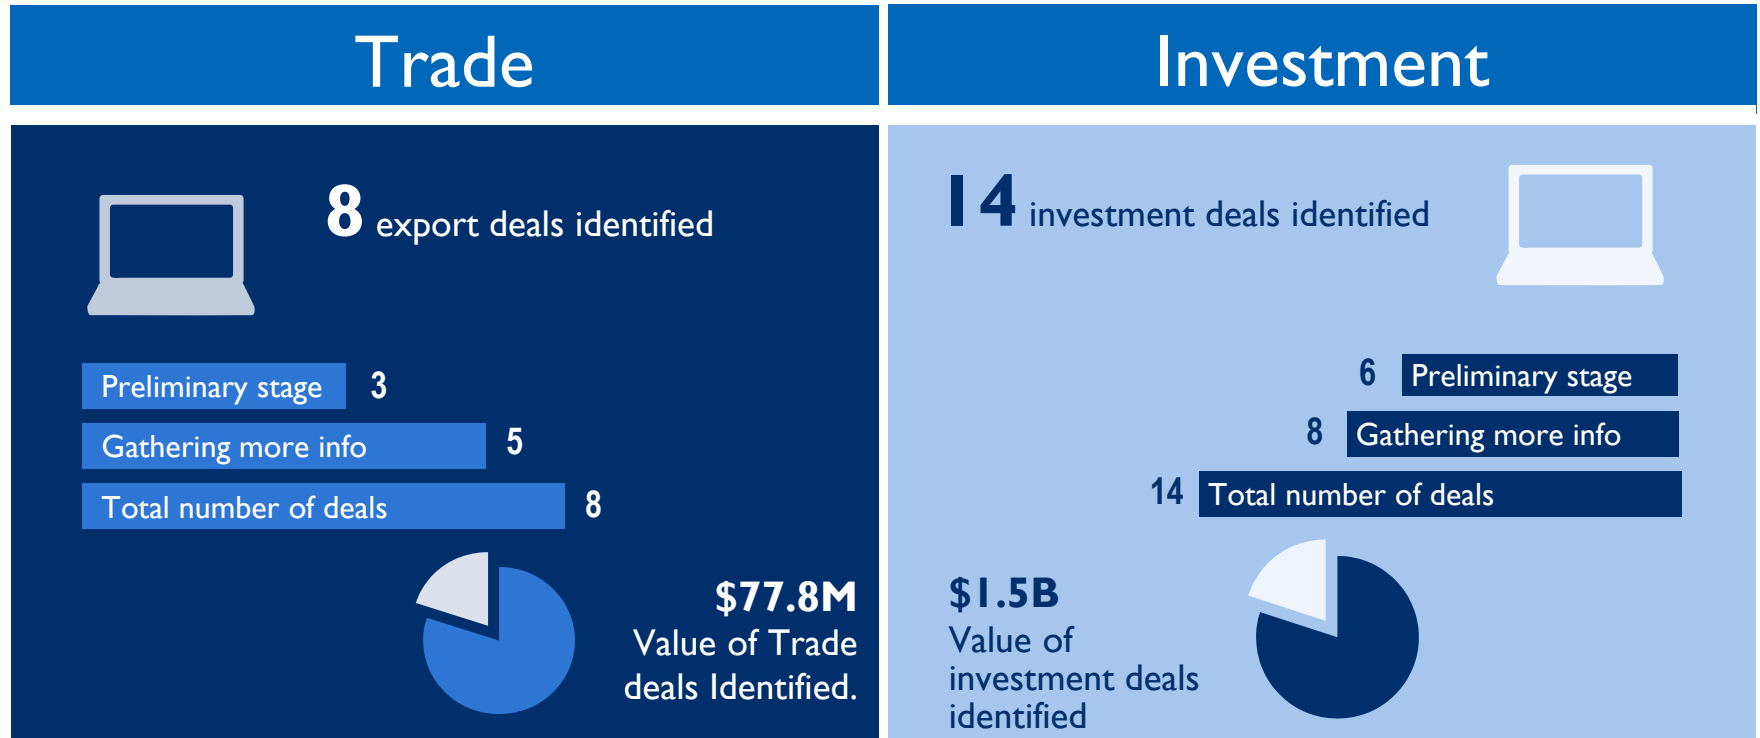 Trade
8 export deals identified
Preliminary stage 3
Gathering more info 5
Total number of deals 8
$77.8M
Value of Trade
deals Identified.
Investment
14 investment deals identified
6 Preliminary stage
8 Gathering more info
14 Total number of deals
$1.5B
Value of
investment deals
identified